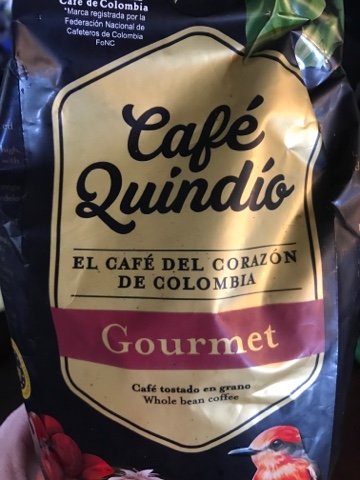 Café de Colombia
*Marca registrada por la
Federación Nacional de
Cafeteros de Colombia
FoNC
Café
Quindío
EL CAFÉ DEL CORAZÓN
DE COLOMBIA
Gourmet
Café tostado en grano
Whole bean coffee